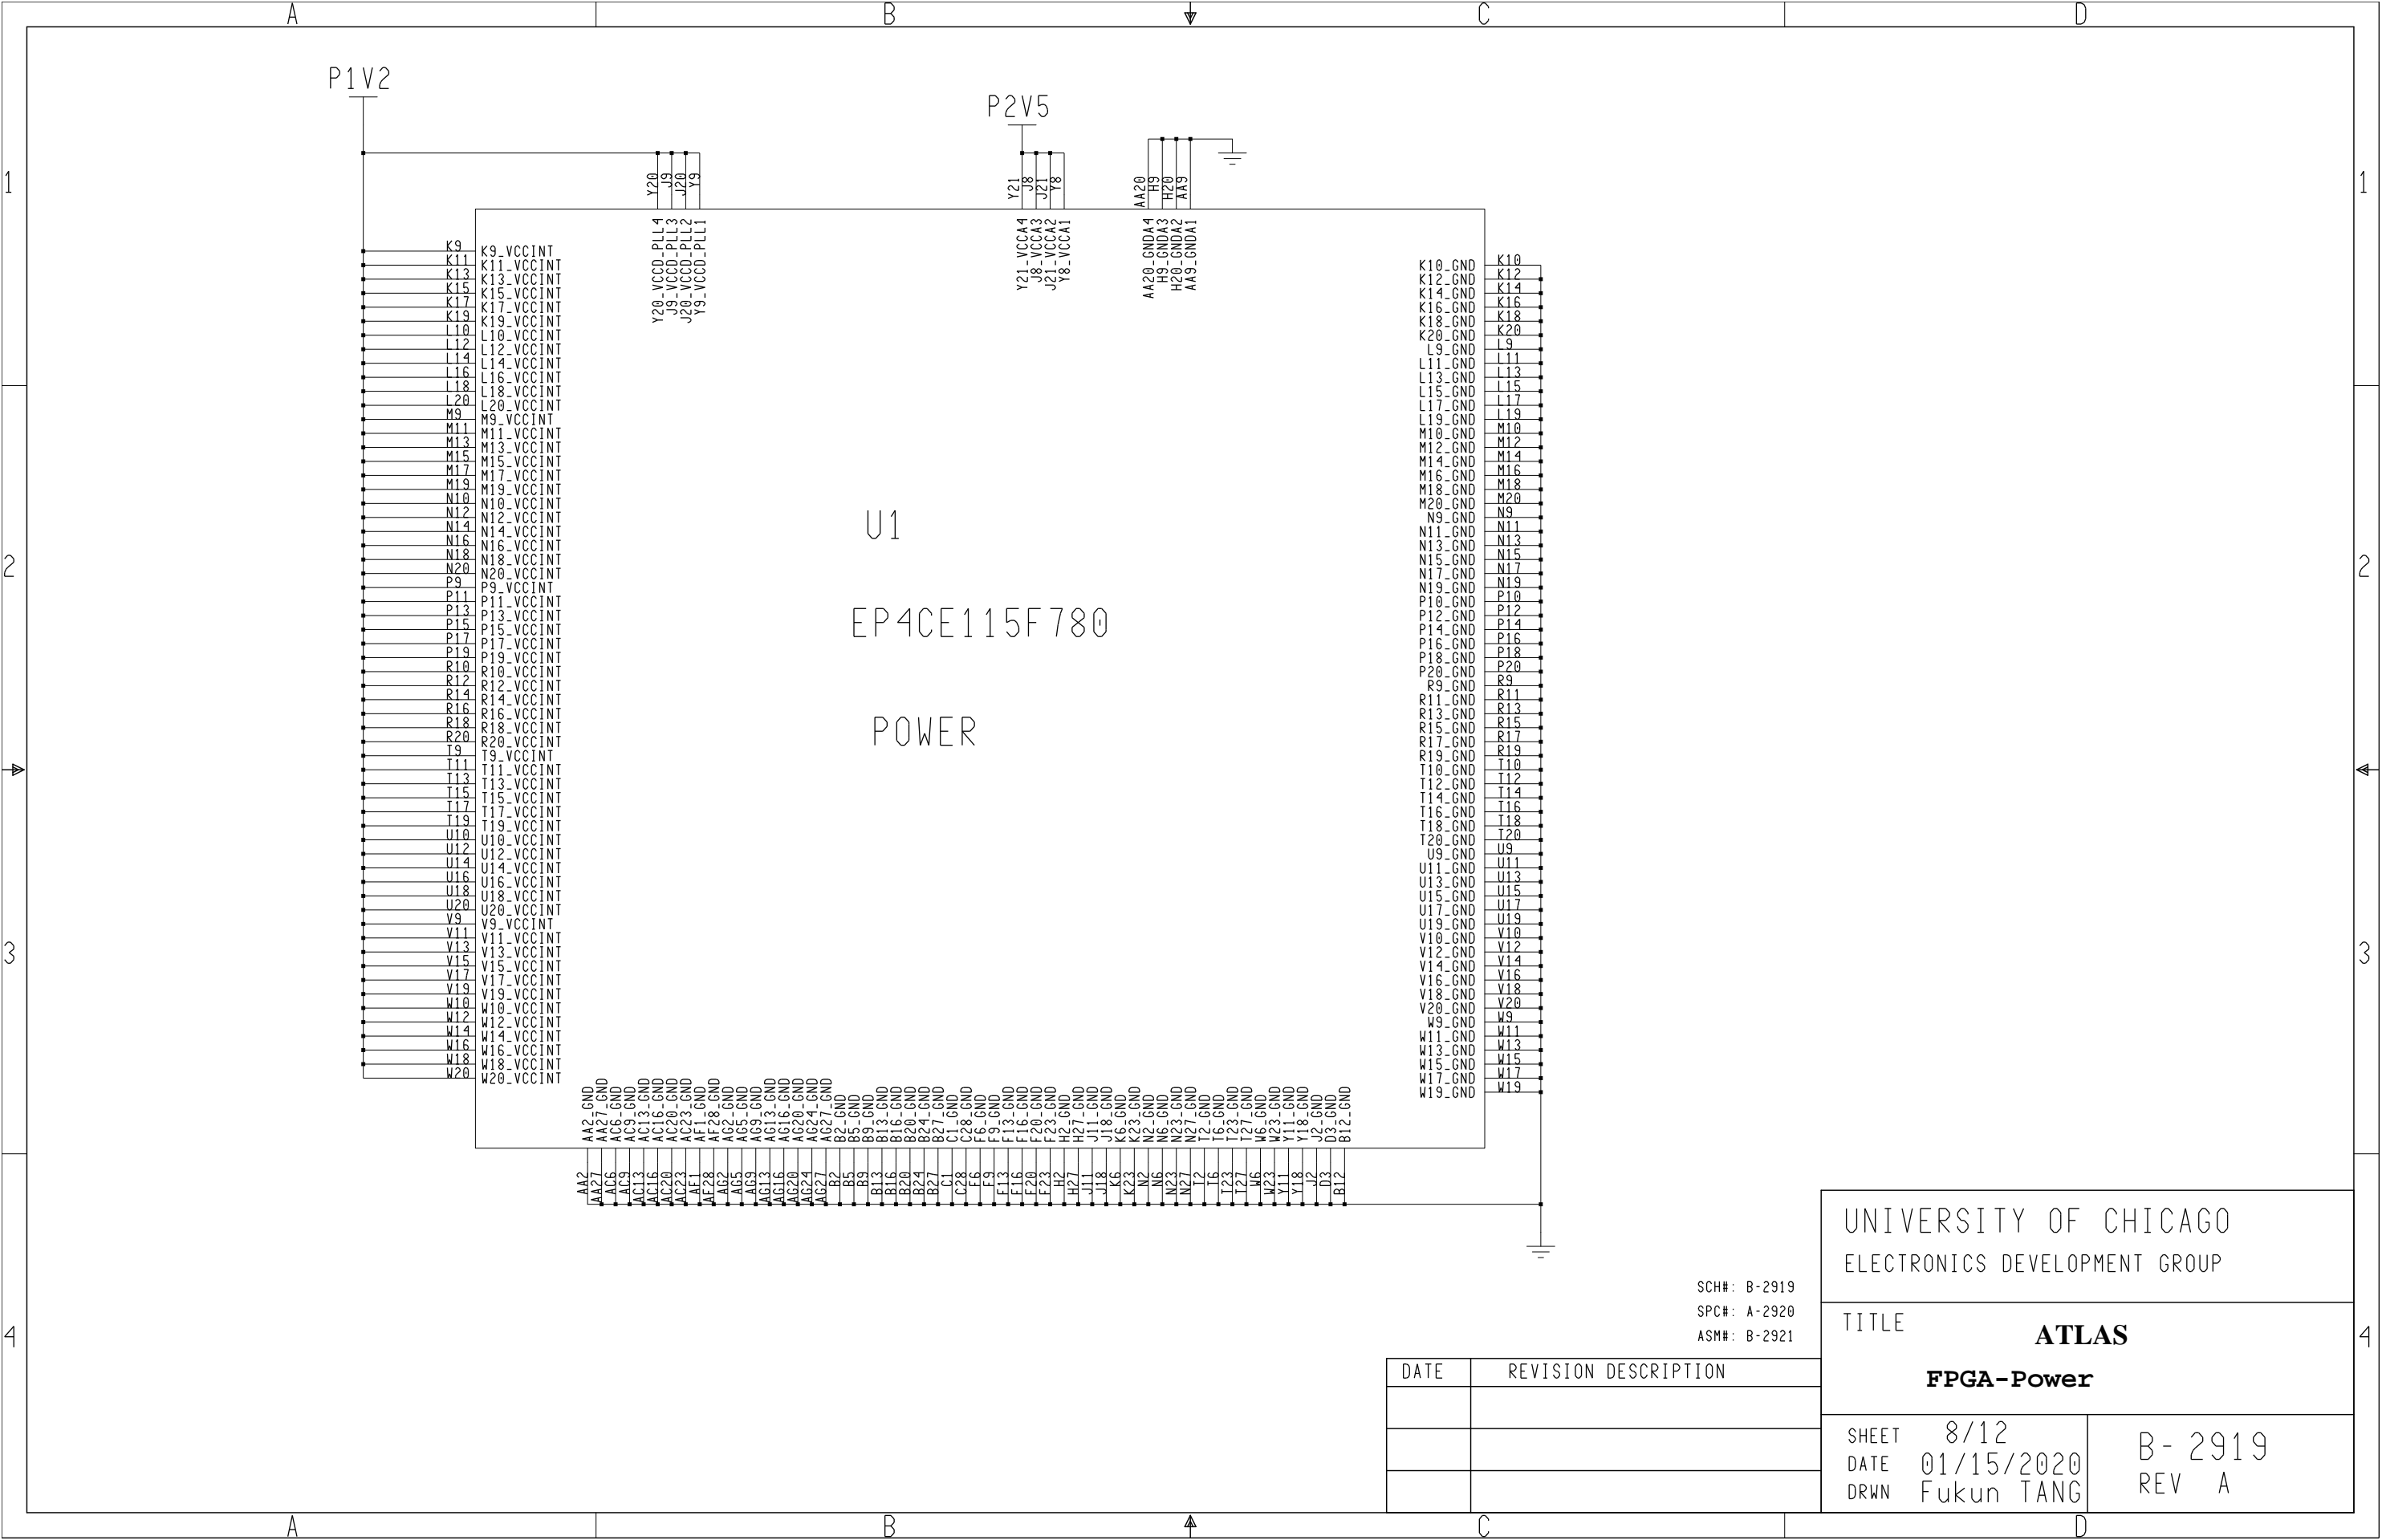 A B C D
P1V2
P2V5
1 1
Y20 J9 J20 Y9
Y21 J8 J21 Y8
AA20 H9 H20 AA9
Y20_VCCD_PLL4
J9_VCCD_PLL3
J20_VCCD_PLL2
Y9_VCCD_PLL1
Y21_VCCA4
J8_VCCA3
J21_VCCA2
Y8_VCCA1
AA20_GNDA4
H9_GNDA3
H20_GNDA2
AA9_GNDA1
K9 K9_VCCINT
K11 K11_VCCINT
K13 K13_VCCINT
K15 K15_VCCINT
K17 K17_VCCINT
K19 K19_VCCINT
L10 L10_VCCINT
L12 L12_VCCINT
L14 L14_VCCINT
L16 L16_VCCINT
L18 L18_VCCINT
L20 L20_VCCINT
M9 M9_VCCINT
M11 M11_VCCINT
M13 M13_VCCINT
M15 M15_VCCINT
M17 M17_VCCINT
M19 M19_VCCINT
N10 N10_VCCINT
N12 N12_VCCINT
N14 N14_VCCINT
N16 N16_VCCINT
N18 N18_VCCINT
N20 N20_VCCINT
P9 P9_VCCINT
P11 P11_VCCINT
P13 P13_VCCINT
P15 P15_VCCINT
P17 P17_VCCINT
P19 P19_VCCINT
R10 R10_VCCINT
R12 R12_VCCINT
R14 R14_VCCINT
R16 R16_VCCINT
R18 R18_VCCINT
R20 R20_VCCINT
T9 T9_VCCINT
T11 T11_VCCINT
T13 T13_VCCINT
T15 T15_VCCINT
T17 T17_VCCINT
T19 T19_VCCINT
U10 U10_VCCINT
U12 U12_VCCINT
U14 U14_VCCINT
U16 U16_VCCINT
U18 U18_VCCINT
U20 U20_VCCINT
V9 V9_VCCINT
V11 V11_VCCINT
V13 V13_VCCINT
V15 V15_VCCINT
V17 V17_VCCINT
V19 V19_VCCINT
W10 W10_VCCINT
W12 W12_VCCINT
W14 W14_VCCINT
W16 W16_VCCINT
W18 W18_VCCINT
W20 W20_VCCINT
U1
EP4CE115F780
POWER
K10_GND K10
K12_GND K12
K14_GND K14
K16_GND K16
K18_GND K18
K20_GND K20
L9_GND L9
L11_GND L11
L13_GND L13
L15_GND L15
L17_GND L17
L19_GND L19
M10_GND M10
M12_GND M12
M14_GND M14
M16_GND M16
M18_GND M18
M20_GND M20
N9_GND N9
N11_GND N11
N13_GND N13
N15_GND N15
N17_GND N17
N19_GND N19
P10_GND P10
P12_GND P12
P14_GND P14
P16_GND P16
P18_GND P18
P20_GND P20
R9_GND R9
R11_GND R11
R13_GND R13
R15_GND R15
R17_GND R17
R19_GND R19
T10_GND T10
T12_GND T12
T14_GND T14
T16_GND T16
T18_GND T18
T20_GND T20
U9_GND U9
U11_GND U11
U13_GND U13
U15_GND U15
U17_GND U17
U19_GND U19
V10_GND V10
V12_GND V12
V14_GND V14
V16_GND V16
V18_GND V18
V20_GND V20
W9_GND W9
W11_GND W11
W13_GND W13
W15_GND W15
W17_GND W17
W19_GND W19
2 2
3 3
AA2_GND AA2
AA27_GND AA27
AC6_GND AC6
AC9_GND AC9
AC13_GND AC13
AC16_GND AC16
AC20_GND AC20
AC23_GND AC23
AF1_GND AF1
AF28_GND AF28
AG2_GND AG2
AG5_GND AG5
AG9_GND AG9
AG13_GND AG13
AG16_GND AG16
AG20_GND AG20
AG24_GND AG24
AG27_GND AG27
B2_GND B2
B5_GND B5
B9_GND B9
B13_GND B13
B16_GND B16
B20_GND B20
B24_GND B24
B27_GND B27
C1_GND C1
C28_GND C28
F6_GND F6
F9_GND F9
F13_GND F13
F16_GND F16
F20_GND F20
F23_GND F23
H2_GND H2
H27_GND H27
J11_GND J11
J18_GND J18
K6_GND K6
K23_GND K23
N2_GND N2
N6_GND N6
N23_GND N23
N27_GND N27
T2_GND T2
T6_GND T6
T23_GND T23
T27_GND T27
W6_GND W6
W23_GND W23
Y11_GND Y11
Y18_GND Y18
J2_GND J2
D3_GND D3
B12_GND B12
UNIVERSITY OF CHICAGO
ELECTRONICS DEVELOPMENT GROUP
SCH#: B-2919
SPC#: A-2920
ASM#: B-2921
4 4
TITLE ATLAS
FPGA-Power
DATE REVISION DESCRIPTION
SHEET 8/12
DATE 01/15/2020
DRWN Fukun TANG
B- 2919
REV A
A B C D